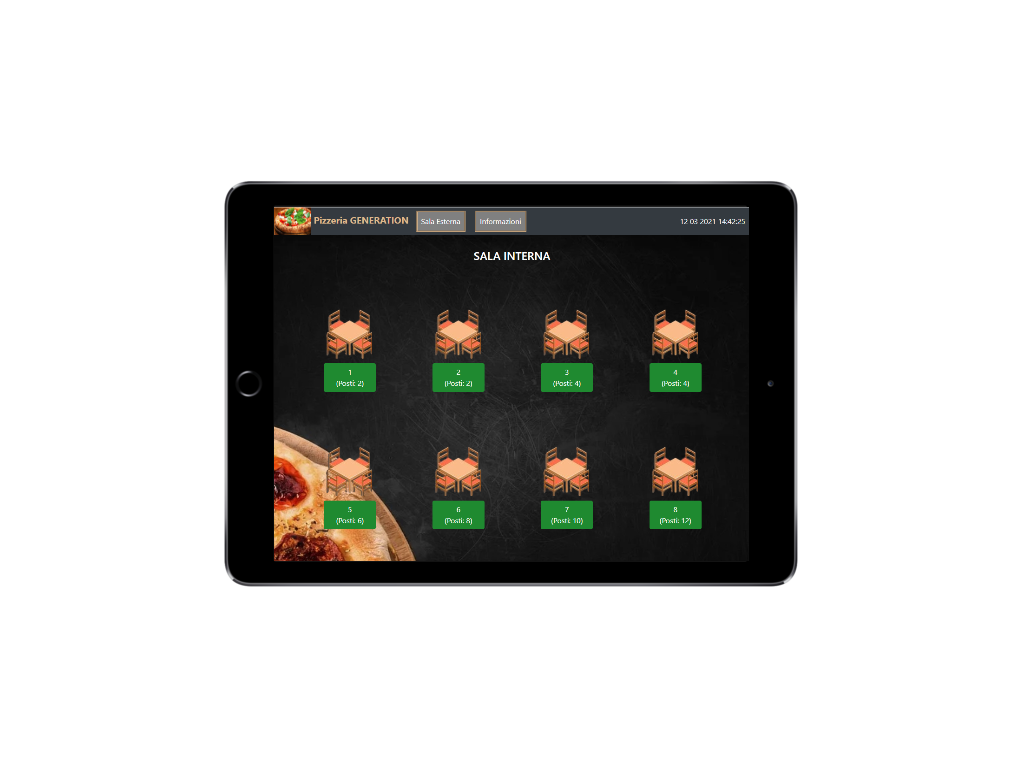 Pizzeria GENERATION
Sala Esterna
Informazioni
12 03 2021 14:42:25
SALA INTERNA
1
(Posti: 2)
2
(Posti: 2)
3
(Posti: 4)
4
(Posti: 4)
5
(Posti: 6)
6
(Posti: 8)
7
(Posti: 10)
8
(Posti: 12)